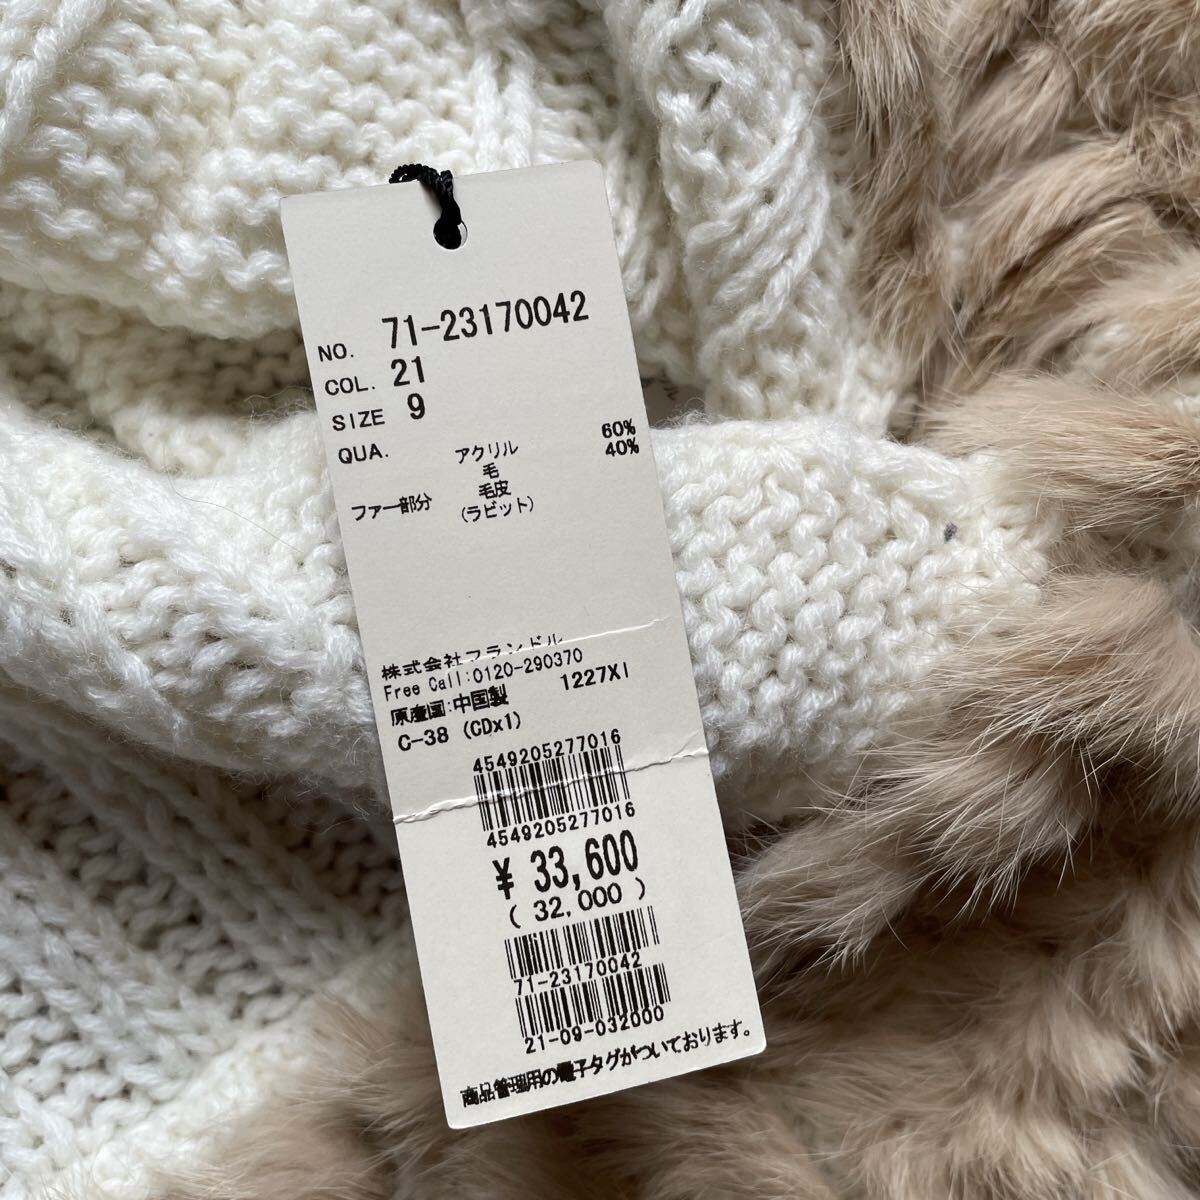 NO. 71-23170042
COL. 21
SIZE 9
QUA. アクリル 60%
毛 40%
ファー部分 毛皮
(ラビット)
株式会社フランドル
Free Call:0120-290370
原産国:中国製 1227XI
C-38 (CDx1)
4549205277016
4549205277016
¥ 33,600
( 32,000 )
71-23170042
21-09-032000
商品管理用の電子タグがついております。